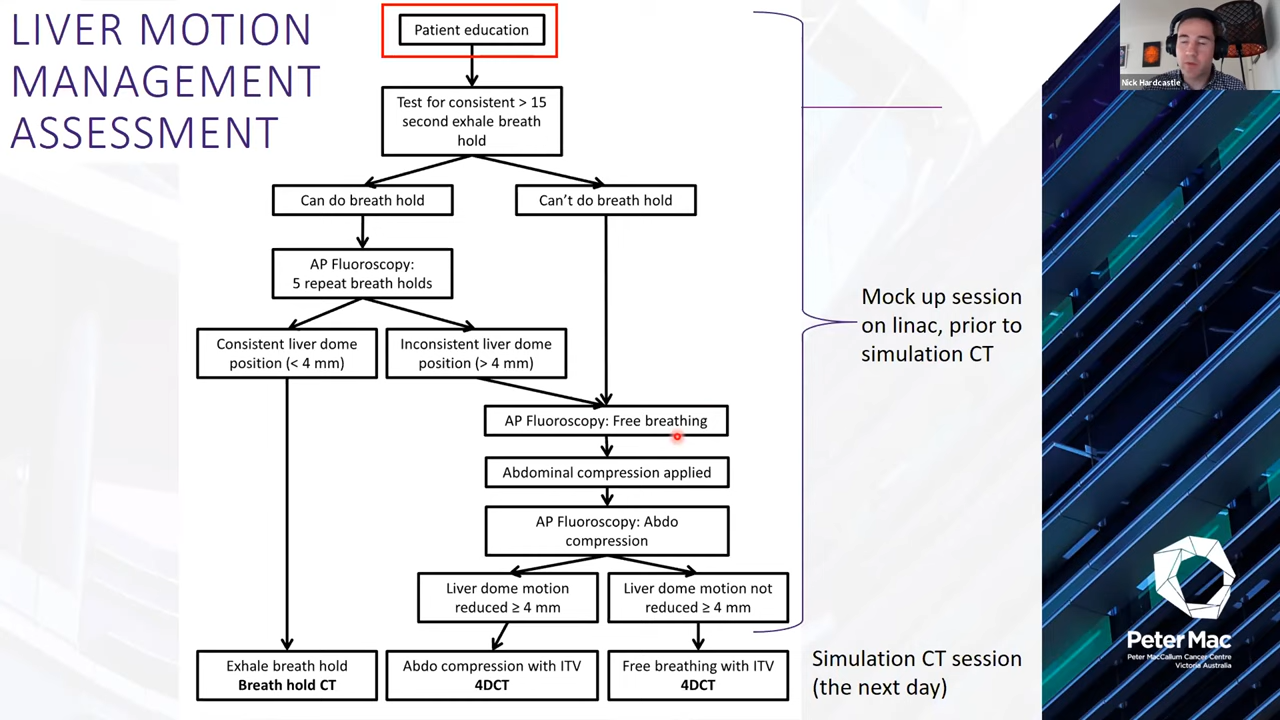 LIVER MOTION
MANAGEMENT
ASSESSMENT
Patient education
Test for consistent > 15
second exhale breath
hold
Can do breath hold
Can’t do breath hold
AP Fluoroscopy:
5 repeat breath holds
Consistent liver dome
position (< 4 mm)
Inconsistent liver dome
position (> 4 mm)
AP Fluoroscopy: Free breathing
Abdominal compression applied
AP Fluoroscopy: Abdo
compression
Liver dome motion
reduced ≥ 4 mm
Liver dome motion not
reduced ≥ 4 mm
Exhale breath hold
Breath hold CT
Abdo compression with ITV
4DCT
Free breathing with ITV
4DCT
Mock up session
on linac, prior to
simulation CT
Simulation CT session
(the next day)
Nick Hardcastle
Peter Mac
Peter MacCallum Cancer Centre
Victoria Australia